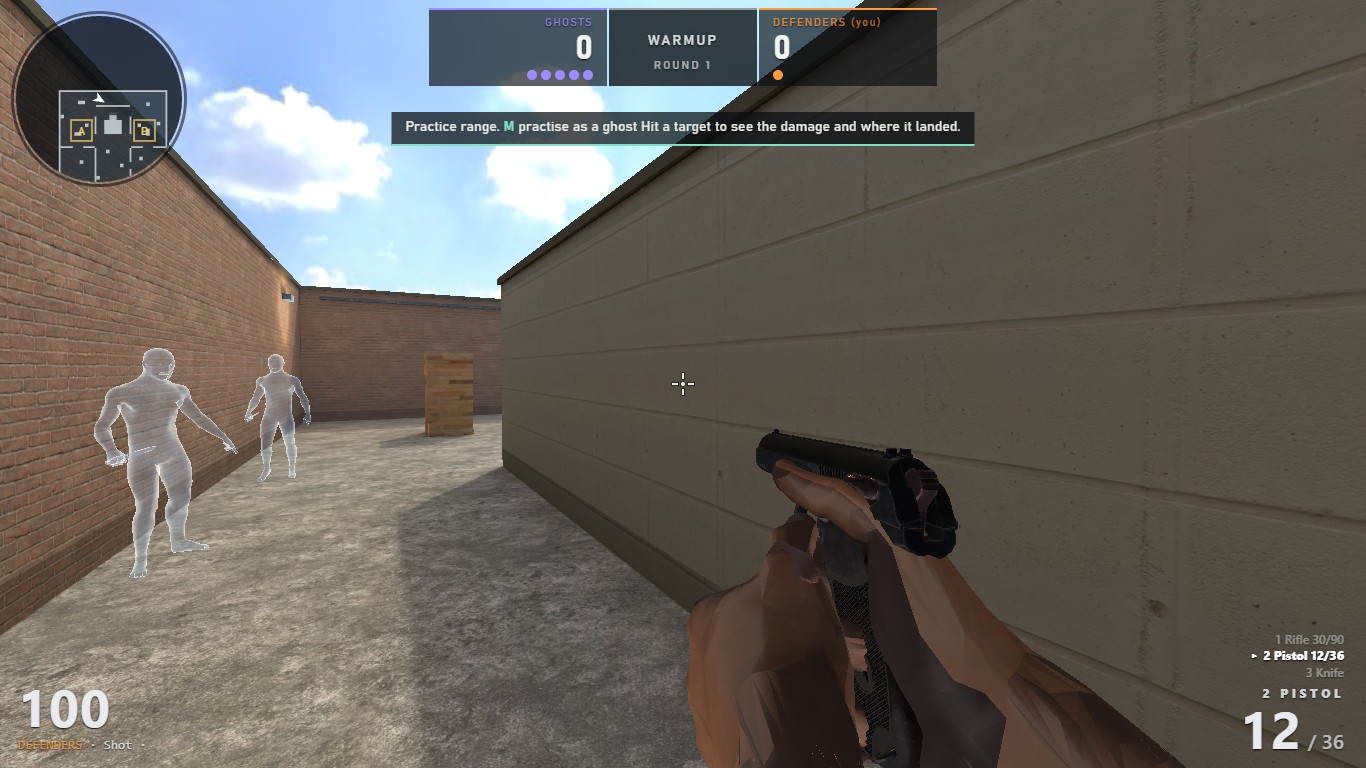 GHOSTS
0
WARMUP
ROUND 1
DEFENDERS (you)
0
A
B
Practice range. M practise as a ghost Hit a target to see the damage and where it landed.
1 Rifle 30/90
▸ 2 Pistol 12/36
3 Knife
2 PISTOL
12 / 36
100
DEFENDERS · Shot ·